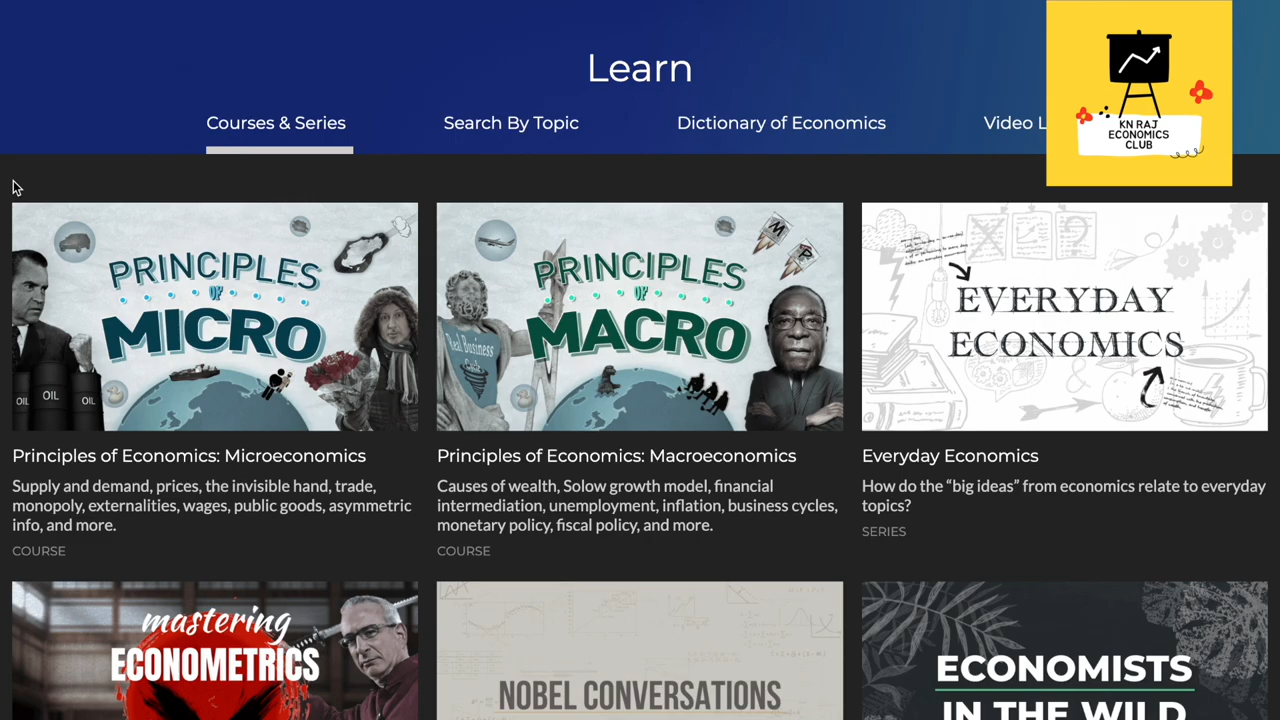 Learn
Courses & Series
Search By Topic
Dictionary of Economics
Video L
KN RAJ
ECONOMICS
CLUB
PRINCIPLES
OF
MICRO
OIL
OIL
OIL
PRINCIPLES
OF
MACRO
Real Business
Cycle
M
P
EVERYDAY
ECONOMICS
Principles of Economics: Microeconomics
Supply and demand, prices, the invisible hand, trade,
monopoly, externalities, wages, public goods, asymmetric
info, and more.
COURSE
Principles of Economics: Macroeconomics
Causes of wealth, Solow growth model, financial
intermediation, unemployment, inflation, business cycles,
monetary policy, fiscal policy, and more.
COURSE
Everyday Economics
How do the “big ideas” from economics relate to everyday
topics?
SERIES
mastering
ECONOMETRICS
NOBEL CONVERSATIONS
ECONOMISTS
IN THE WILD